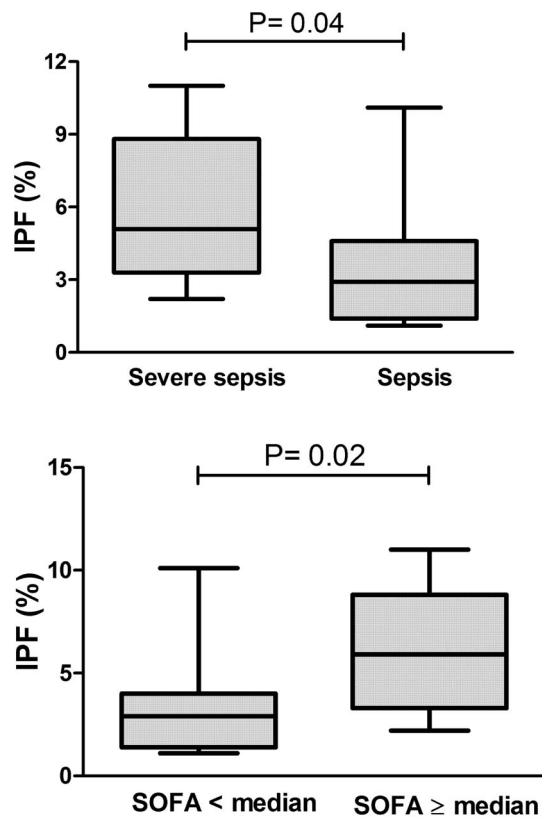 P= 0.04
12
9
6
3
0
IPF (%)
Severe sepsis Sepsis
P= 0.02
15
10
5
0
IPF (%)
SOFA < median SOFA ≥ median